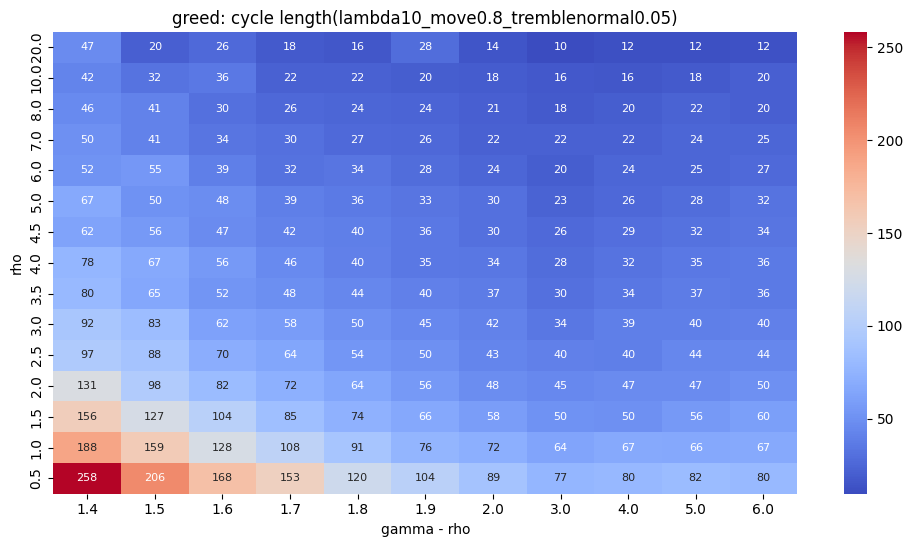 greed: cycle length(lambda10_move0.8_tremblenormal0.05)
20.0 47 20 26 18 16 28 14 10 12 12 12
10.0 42 32 36 22 22 20 18 16 16 18 20
8.0 46 41 30 26 24 24 21 18 20 22 20
7.0 50 41 34 30 27 26 22 22 22 24 25
6.0 52 55 39 32 34 28 24 20 24 25 27
5.0 67 50 48 39 36 33 30 23 26 28 32
4.5 62 56 47 42 40 36 30 26 29 32 34
4.0 78 67 56 46 40 35 34 28 32 35 36
3.5 80 65 52 48 44 40 37 30 34 37 36
3.0 92 83 62 58 50 45 42 34 39 40 40
2.5 97 88 70 64 54 50 43 40 40 44 44
2.0 131 98 82 72 64 56 48 45 47 47 50
1.5 156 127 104 85 74 66 58 50 50 56 60
1.0 188 159 128 108 91 76 72 64 67 66 67
0.5 258 206 168 153 120 104 89 77 80 82 80
1.4 1.5 1.6 1.7 1.8 1.9 2.0 3.0 4.0 5.0 6.0
gamma - rho
rho
250
200
150
100
50